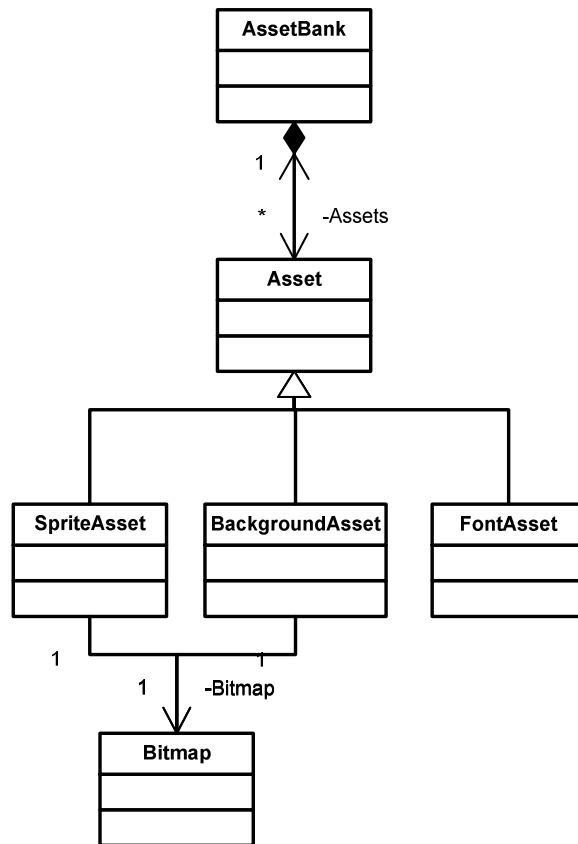 AssetBank
1
* -Assets
Asset
SpriteAsset BackgroundAsset FontAsset
1 1
1 -Bitmap
Bitmap